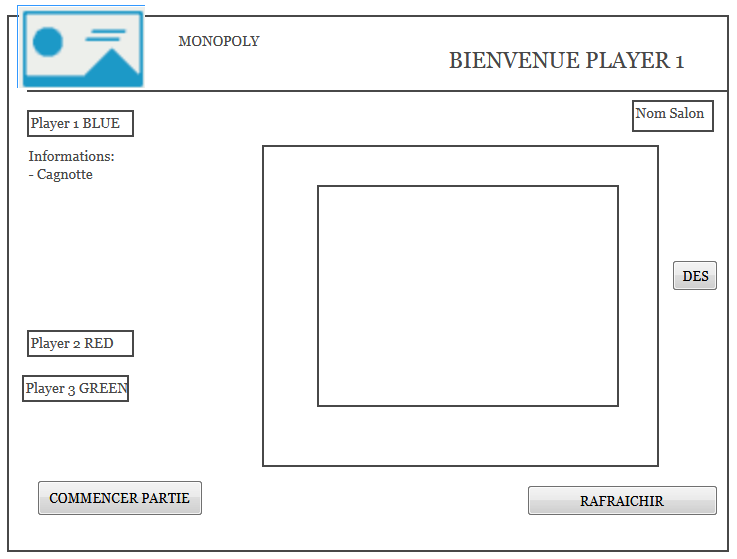 MONOPOLY
BIENVENUE PLAYER 1
Nom Salon
Player 1 BLUE
Informations:
- Cagnotte
DES
Player 2 RED
Player 3 GREEN
COMMENCER PARTIE
RAFRAICHIR